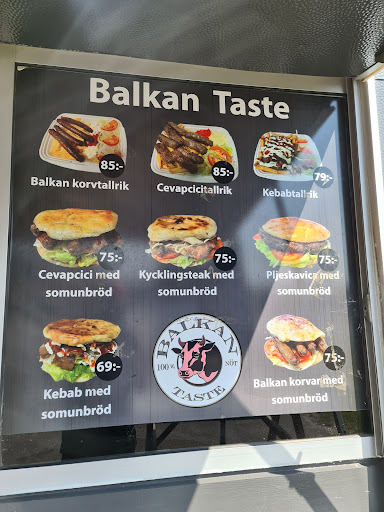 Balkan Taste
85:-
85:-
79:-
Balkan korvtallrik
Cevapcicitallrik
Kebabtallrik
75:-
75:-
75:-
Cevapcici med
somunbröd
Kycklingsteak med
somunbröd
Pljeskavica med
somunbröd
69:-
Kebab med
somunbröd
BALKAN
100% NÖT
TASTE
75:-
Balkan korvar med
somunbröd